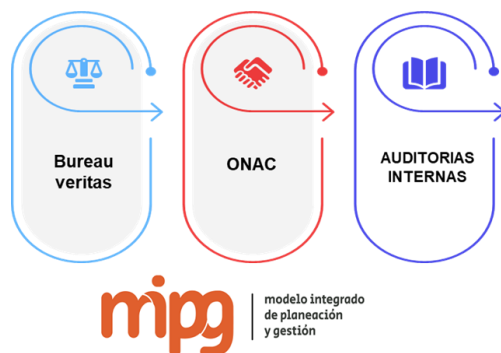 Bureau
veritas
ONAC
AUDITORIAS
INTERNAS
mipg
modelo integrado
de planeación
y gestión